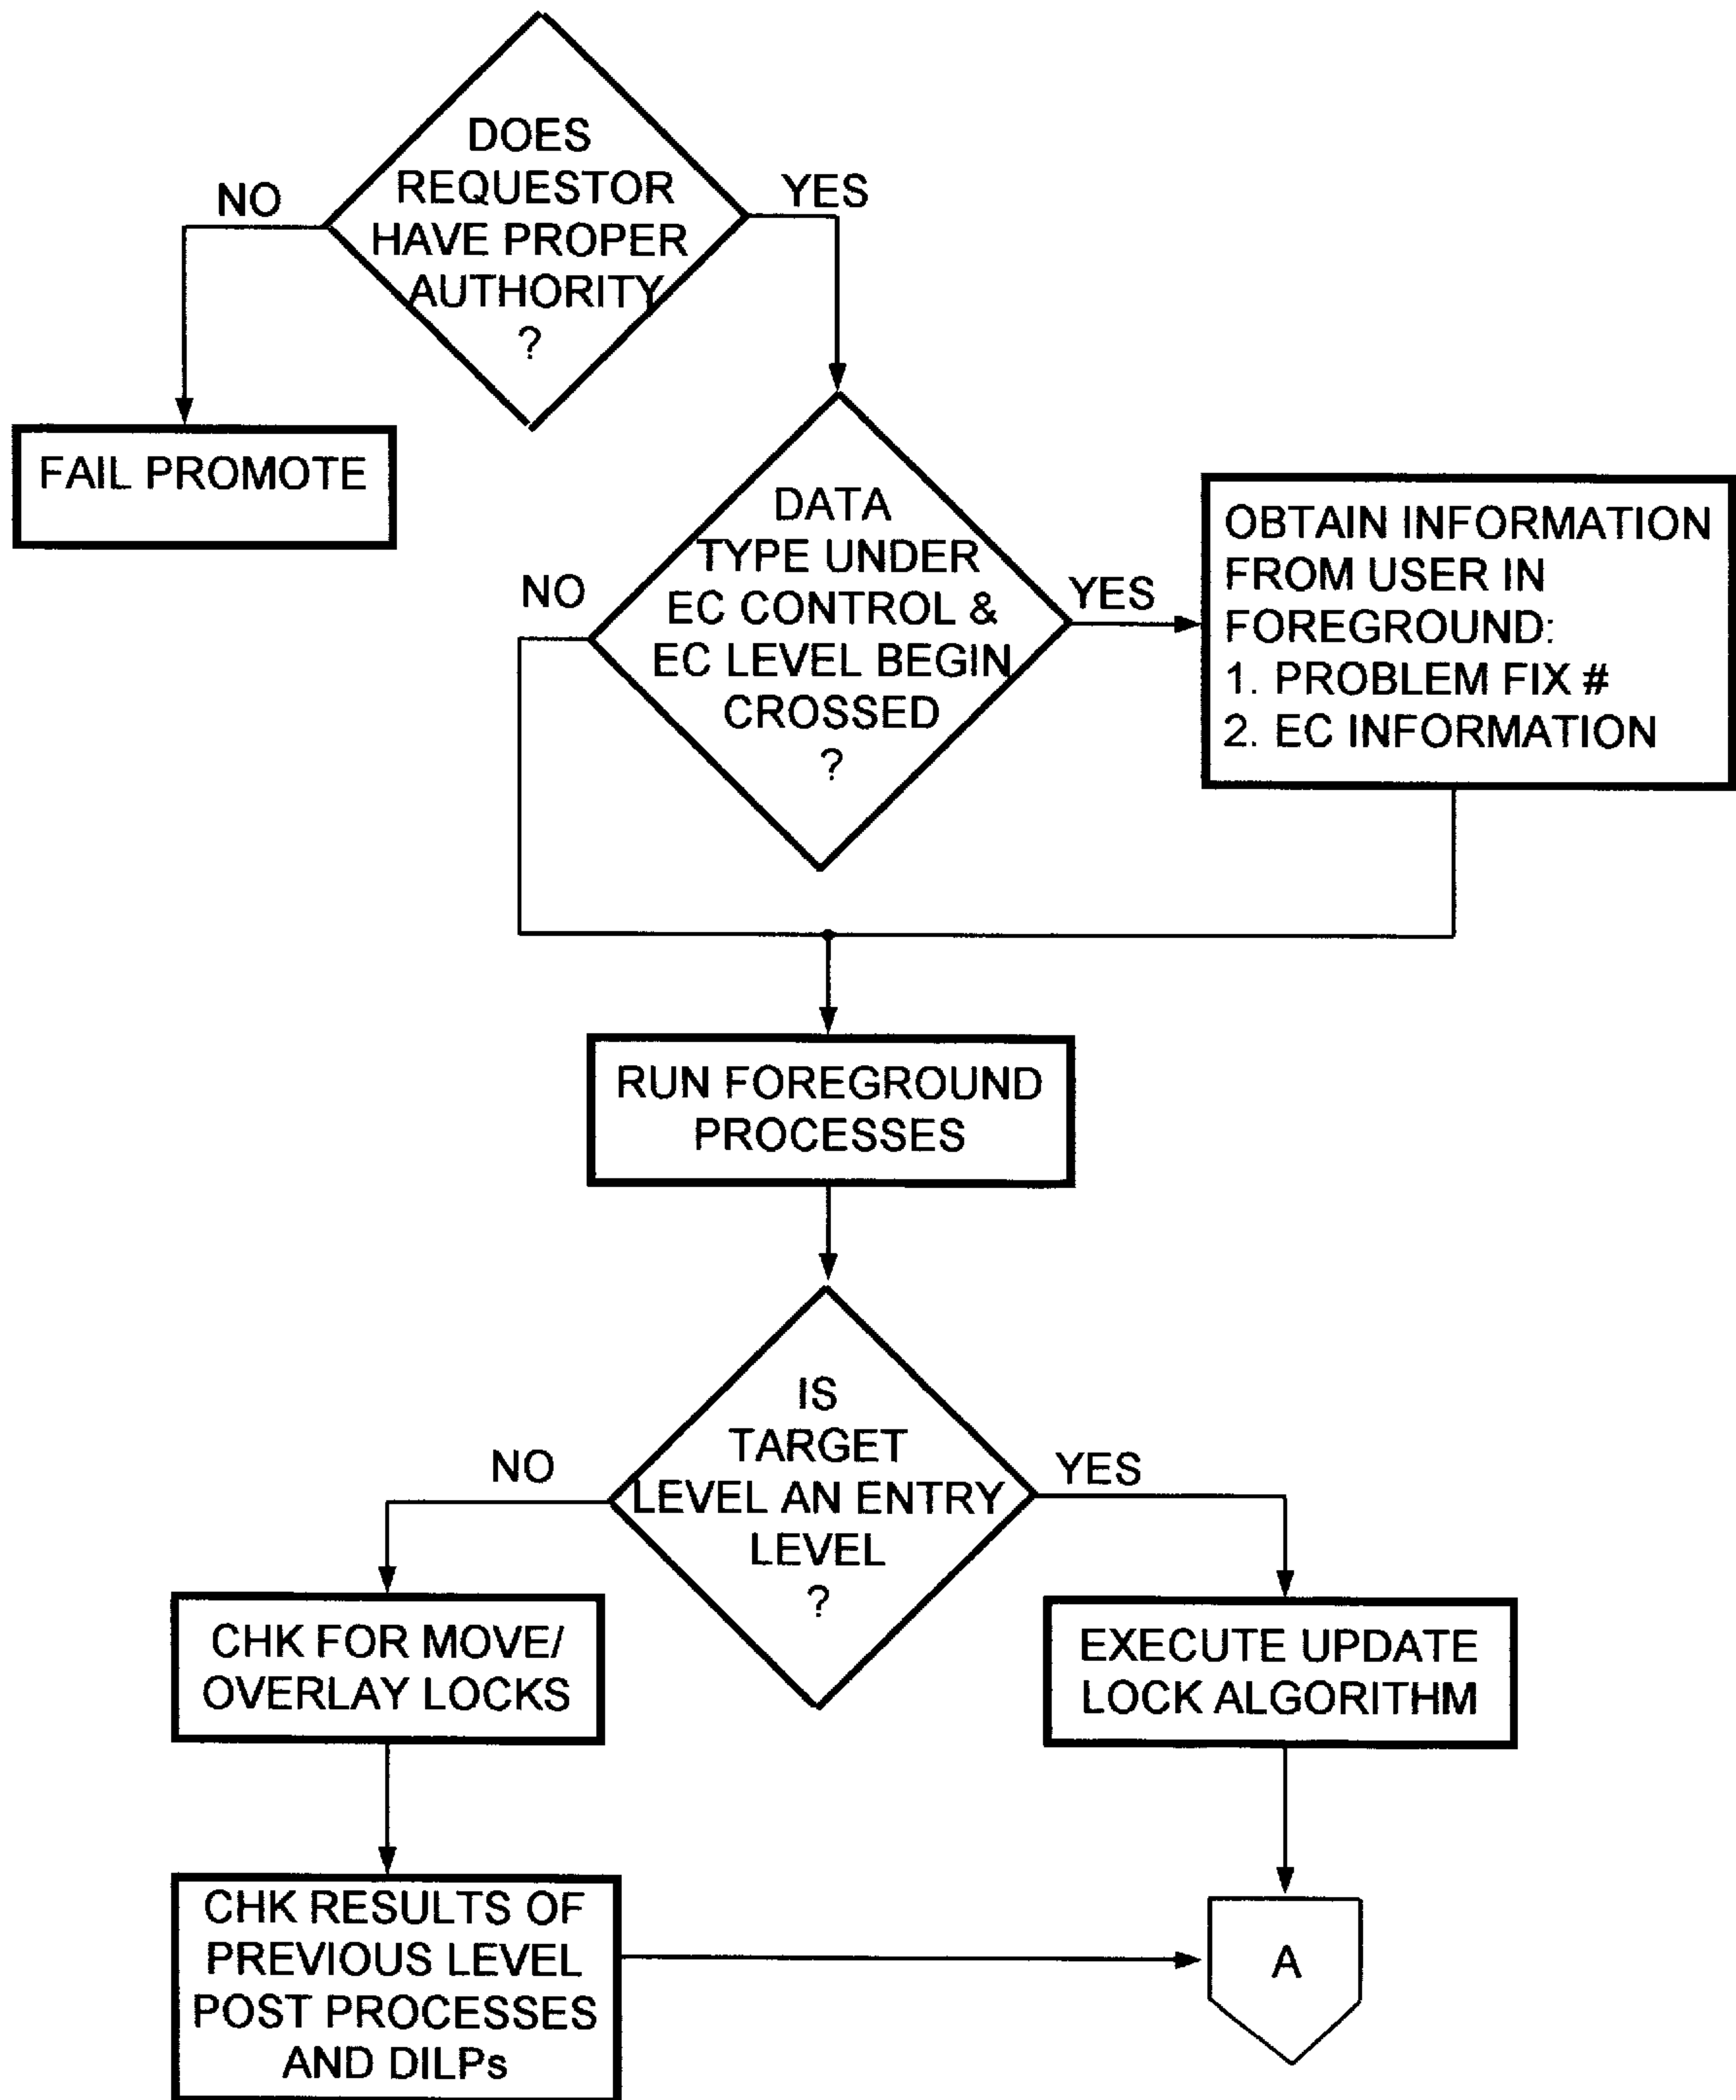 DOES
REQUESTOR
HAVE PROPER
AUTHORITY
?
NO
YES
FAIL PROMOTE
DATA
TYPE UNDER
EC CONTROL &
EC LEVEL BEGIN
CROSSED
?
NO
YES
OBTAIN INFORMATION
FROM USER IN
FOREGROUND:
1. PROBLEM FIX #
2. EC INFORMATION
RUN FOREGROUND
PROCESSES
IS
TARGET
LEVEL AN ENTRY
LEVEL
?
NO
YES
CHK FOR MOVE/
OVERLAY LOCKS
EXECUTE UPDATE
LOCK ALGORITHM
CHK RESULTS OF
PREVIOUS LEVEL
POST PROCESSES
AND DILPs
A